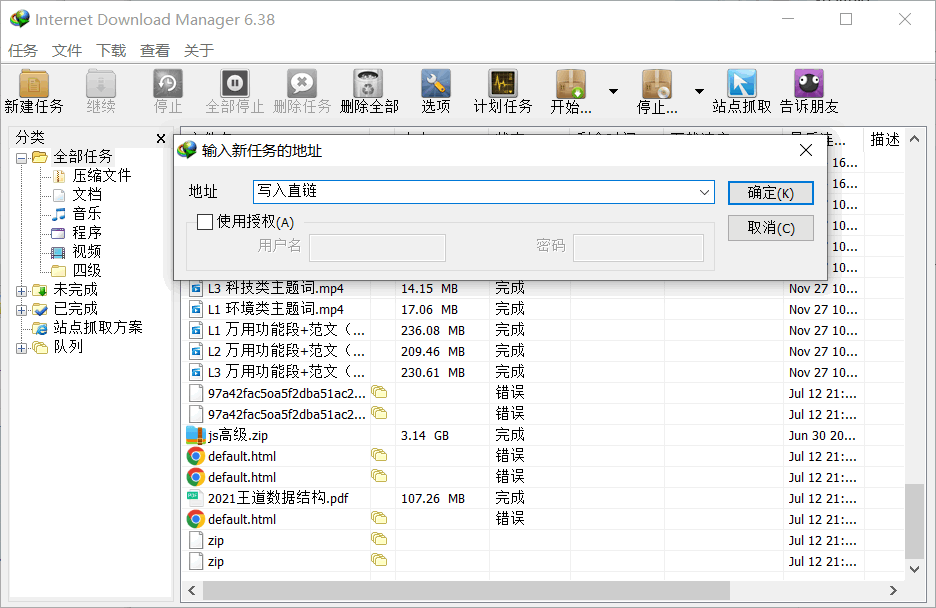 Internet Download Manager 6.38
任务 文件 下载 查看 关于
新建任务 继续 停止 全部停止 删除任务 删除全部 选项 计划任务 开始... 停止... 站点抓取 告诉朋友
分类 x
全部任务
压缩文件
文档
音乐
程序
视频
四级
未完成
已完成
站点抓取方案
队列
描述
输入新任务的地址
地址 写入直链 确定(K)
使用授权(A) 取消(C)
用户名 密码
16...
16...
10...
10...
10...
10...
L3 科技类主题词.mp4 14.15 MB 完成 Nov 27 10...
L1 环境类主题词.mp4 17.06 MB 完成 Nov 27 10...
L1 万用功能段+范文（... 236.08 MB 完成 Nov 27 10...
L2 万用功能段+范文（... 209.46 MB 完成 Nov 27 10...
L3 万用功能段+范文（... 230.61 MB 完成 Nov 27 10...
97a42fac5oa5f2dba51ac2... 错误 Jul 12 21:...
97a42fac5oa5f2dba51ac2... 错误 Jul 12 21:...
js高级.zip 3.14 GB 完成 Jun 30 20...
default.html 错误 Jul 12 21:...
default.html 错误 Jul 12 21:...
2021王道数据结构.pdf 107.26 MB 完成 Jul 12 21:...
default.html 错误 Jul 12 21:...
zip Jul 12 21:...
zip Jul 12 21:...